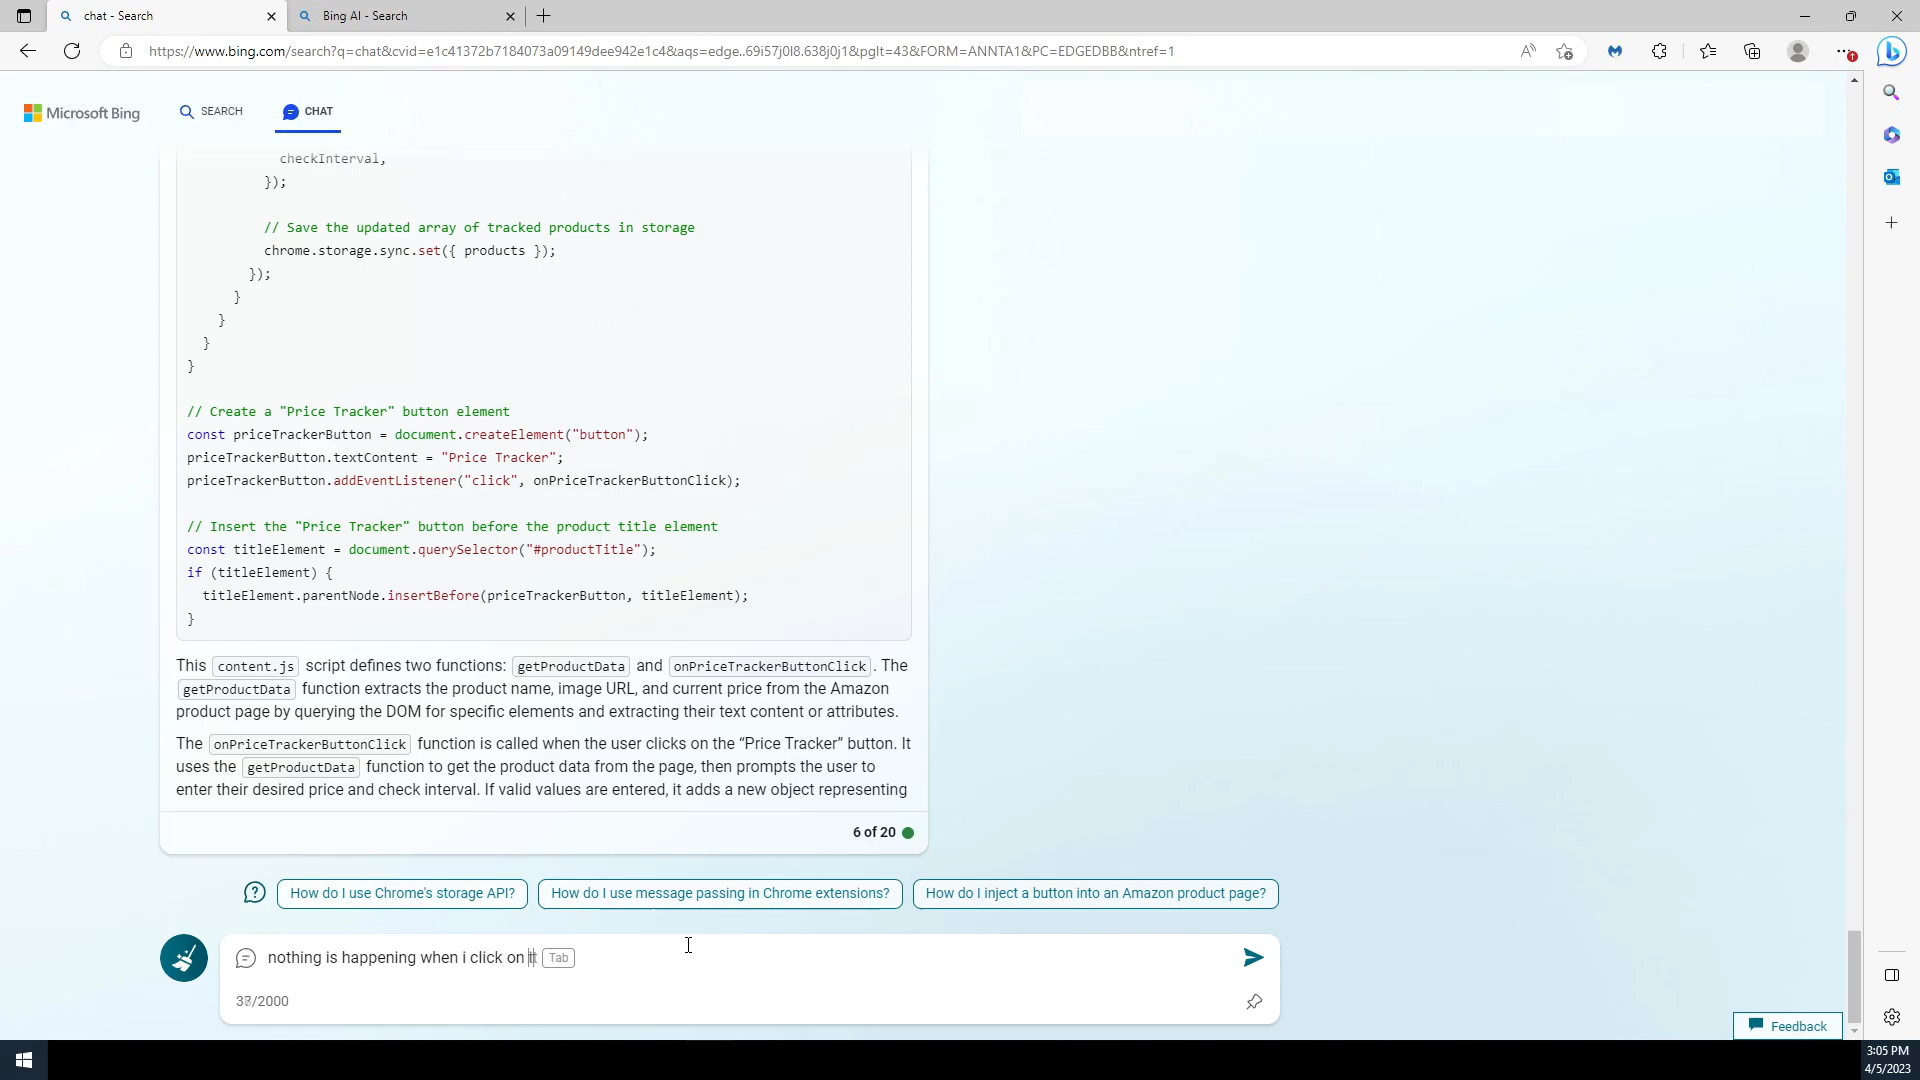 chat - Search
Bing AI - Search
https://www.bing.com/search?q=chat&cvid=e1c41372b7184073a09149dee942e1c4&aqs=edge..69i57j0l8.638j0j1&pglt=43&FORM=ANNTA1&PC=EDGEDBB&ntref=1
Microsoft Bing
SEARCH
CHAT
checkInterval,
});
// Save the updated array of tracked products in storage
chrome.storage.sync.set({ products });
});
}
}
}
}
// Create a "Price Tracker" button element
const priceTrackerButton = document.createElement("button");
priceTrackerButton.textContent = "Price Tracker";
priceTrackerButton.addEventListener("click", onPriceTrackerButtonClick);
// Insert the "Price Tracker" button before the product title element
const titleElement = document.querySelector("#productTitle");
if (titleElement) {
titleElement.parentNode.insertBefore(priceTrackerButton, titleElement);
}
This content.js script defines two functions: getProductData and onPriceTrackerButtonClick. The
getProductData function extracts the product name, image URL, and current price from the Amazon
product page by querying the DOM for specific elements and extracting their text content or attributes.
The onPriceTrackerButtonClick function is called when the user clicks on the “Price Tracker” button. It
uses the getProductData function to get the product data from the page, then prompts the user to
enter their desired price and check interval. If valid values are entered, it adds a new object representing
6 of 20
How do I use Chrome's storage API?
How do I use message passing in Chrome extensions?
How do I inject a button into an Amazon product page?
nothing is happening when i click on it Tab
/2000
Feedback
3:05 PM
4/5/2023